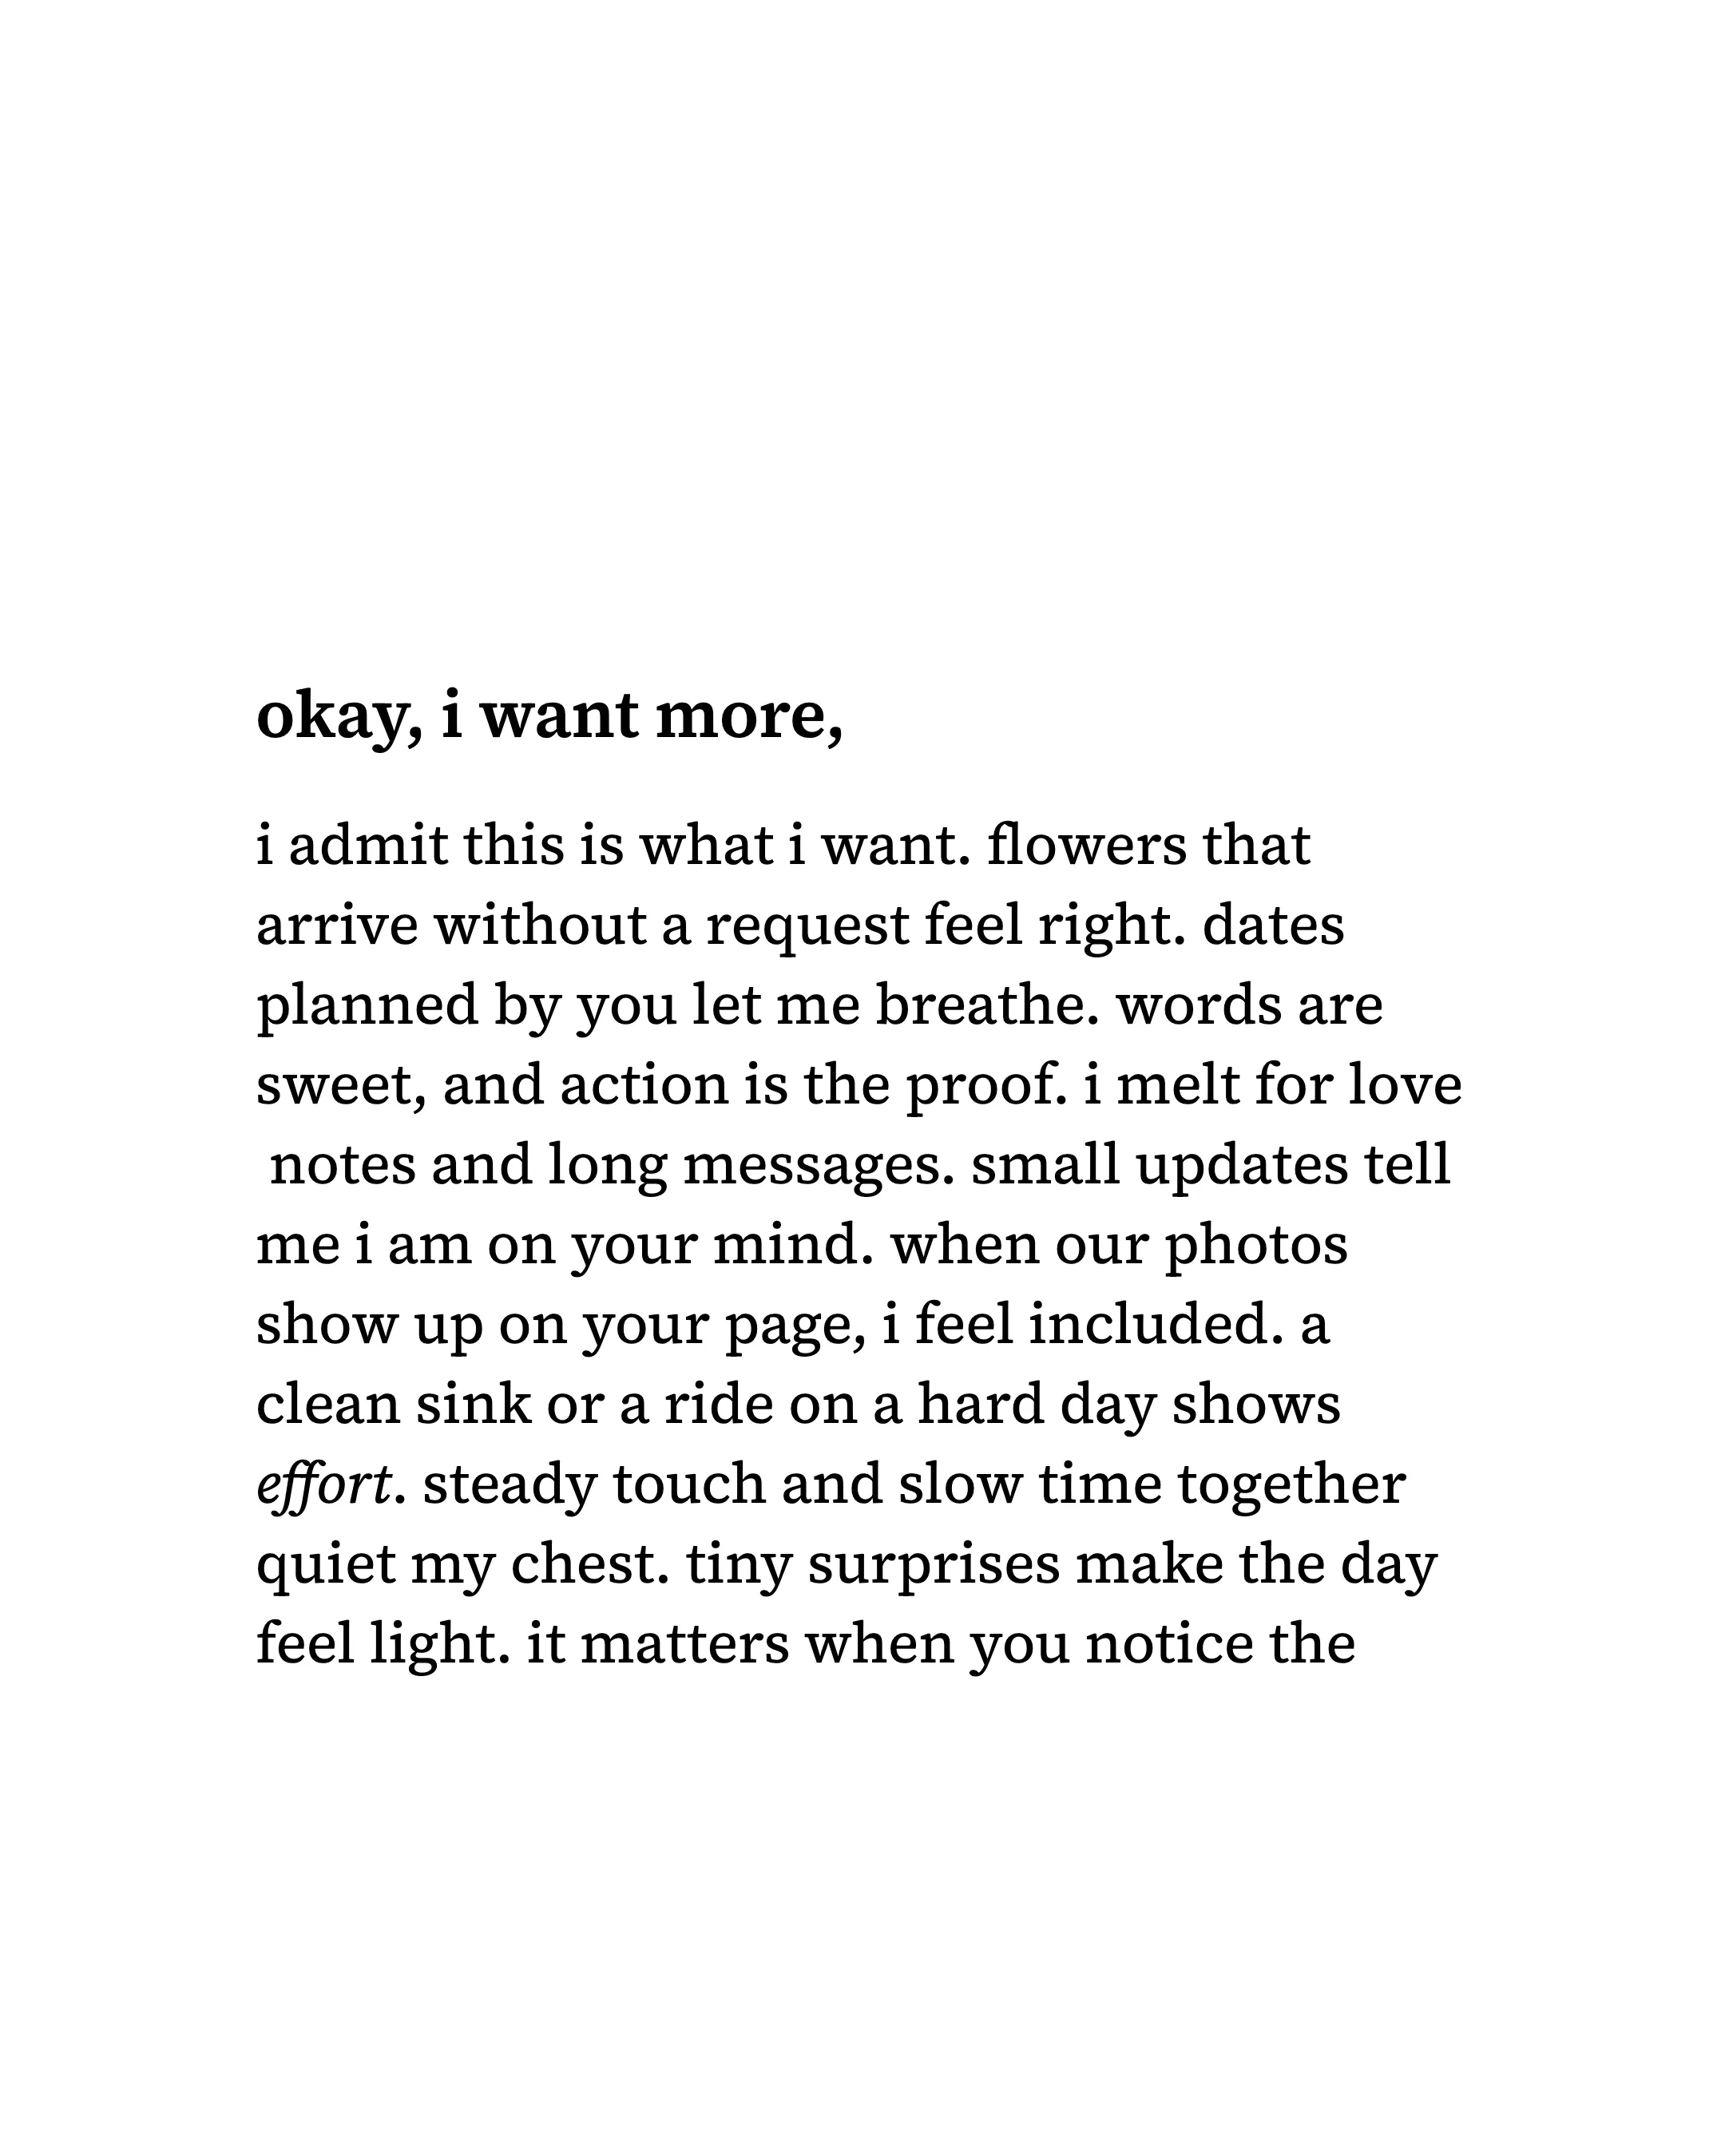 okay, i want more,
i admit this is what i want. flowers that
arrive without a request feel right. dates
planned by you let me breathe. words are
sweet, and action is the proof. i melt for love
notes and long messages. small updates tell
me i am on your mind. when our photos
show up on your page, i feel included. a
clean sink or a ride on a hard day shows
effort. steady touch and slow time together
quiet my chest. tiny surprises make the day
feel light. it matters when you notice the